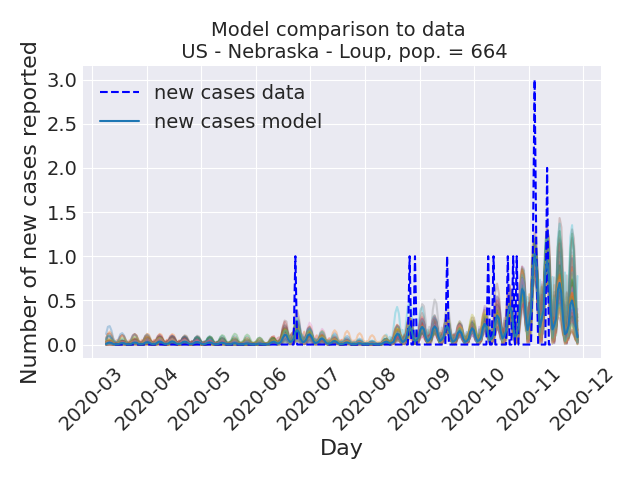 Model comparison to data
US - Nebraska - Loup, pop. = 664
Number of new cases reported
3.0
2.5
2.0
1.5
1.0
0.5
0.0
new cases data
new cases model
2020-03
2020-04
2020-05
2020-06
2020-07
2020-08
2020-09
2020-10
2020-11
2020-12
Day